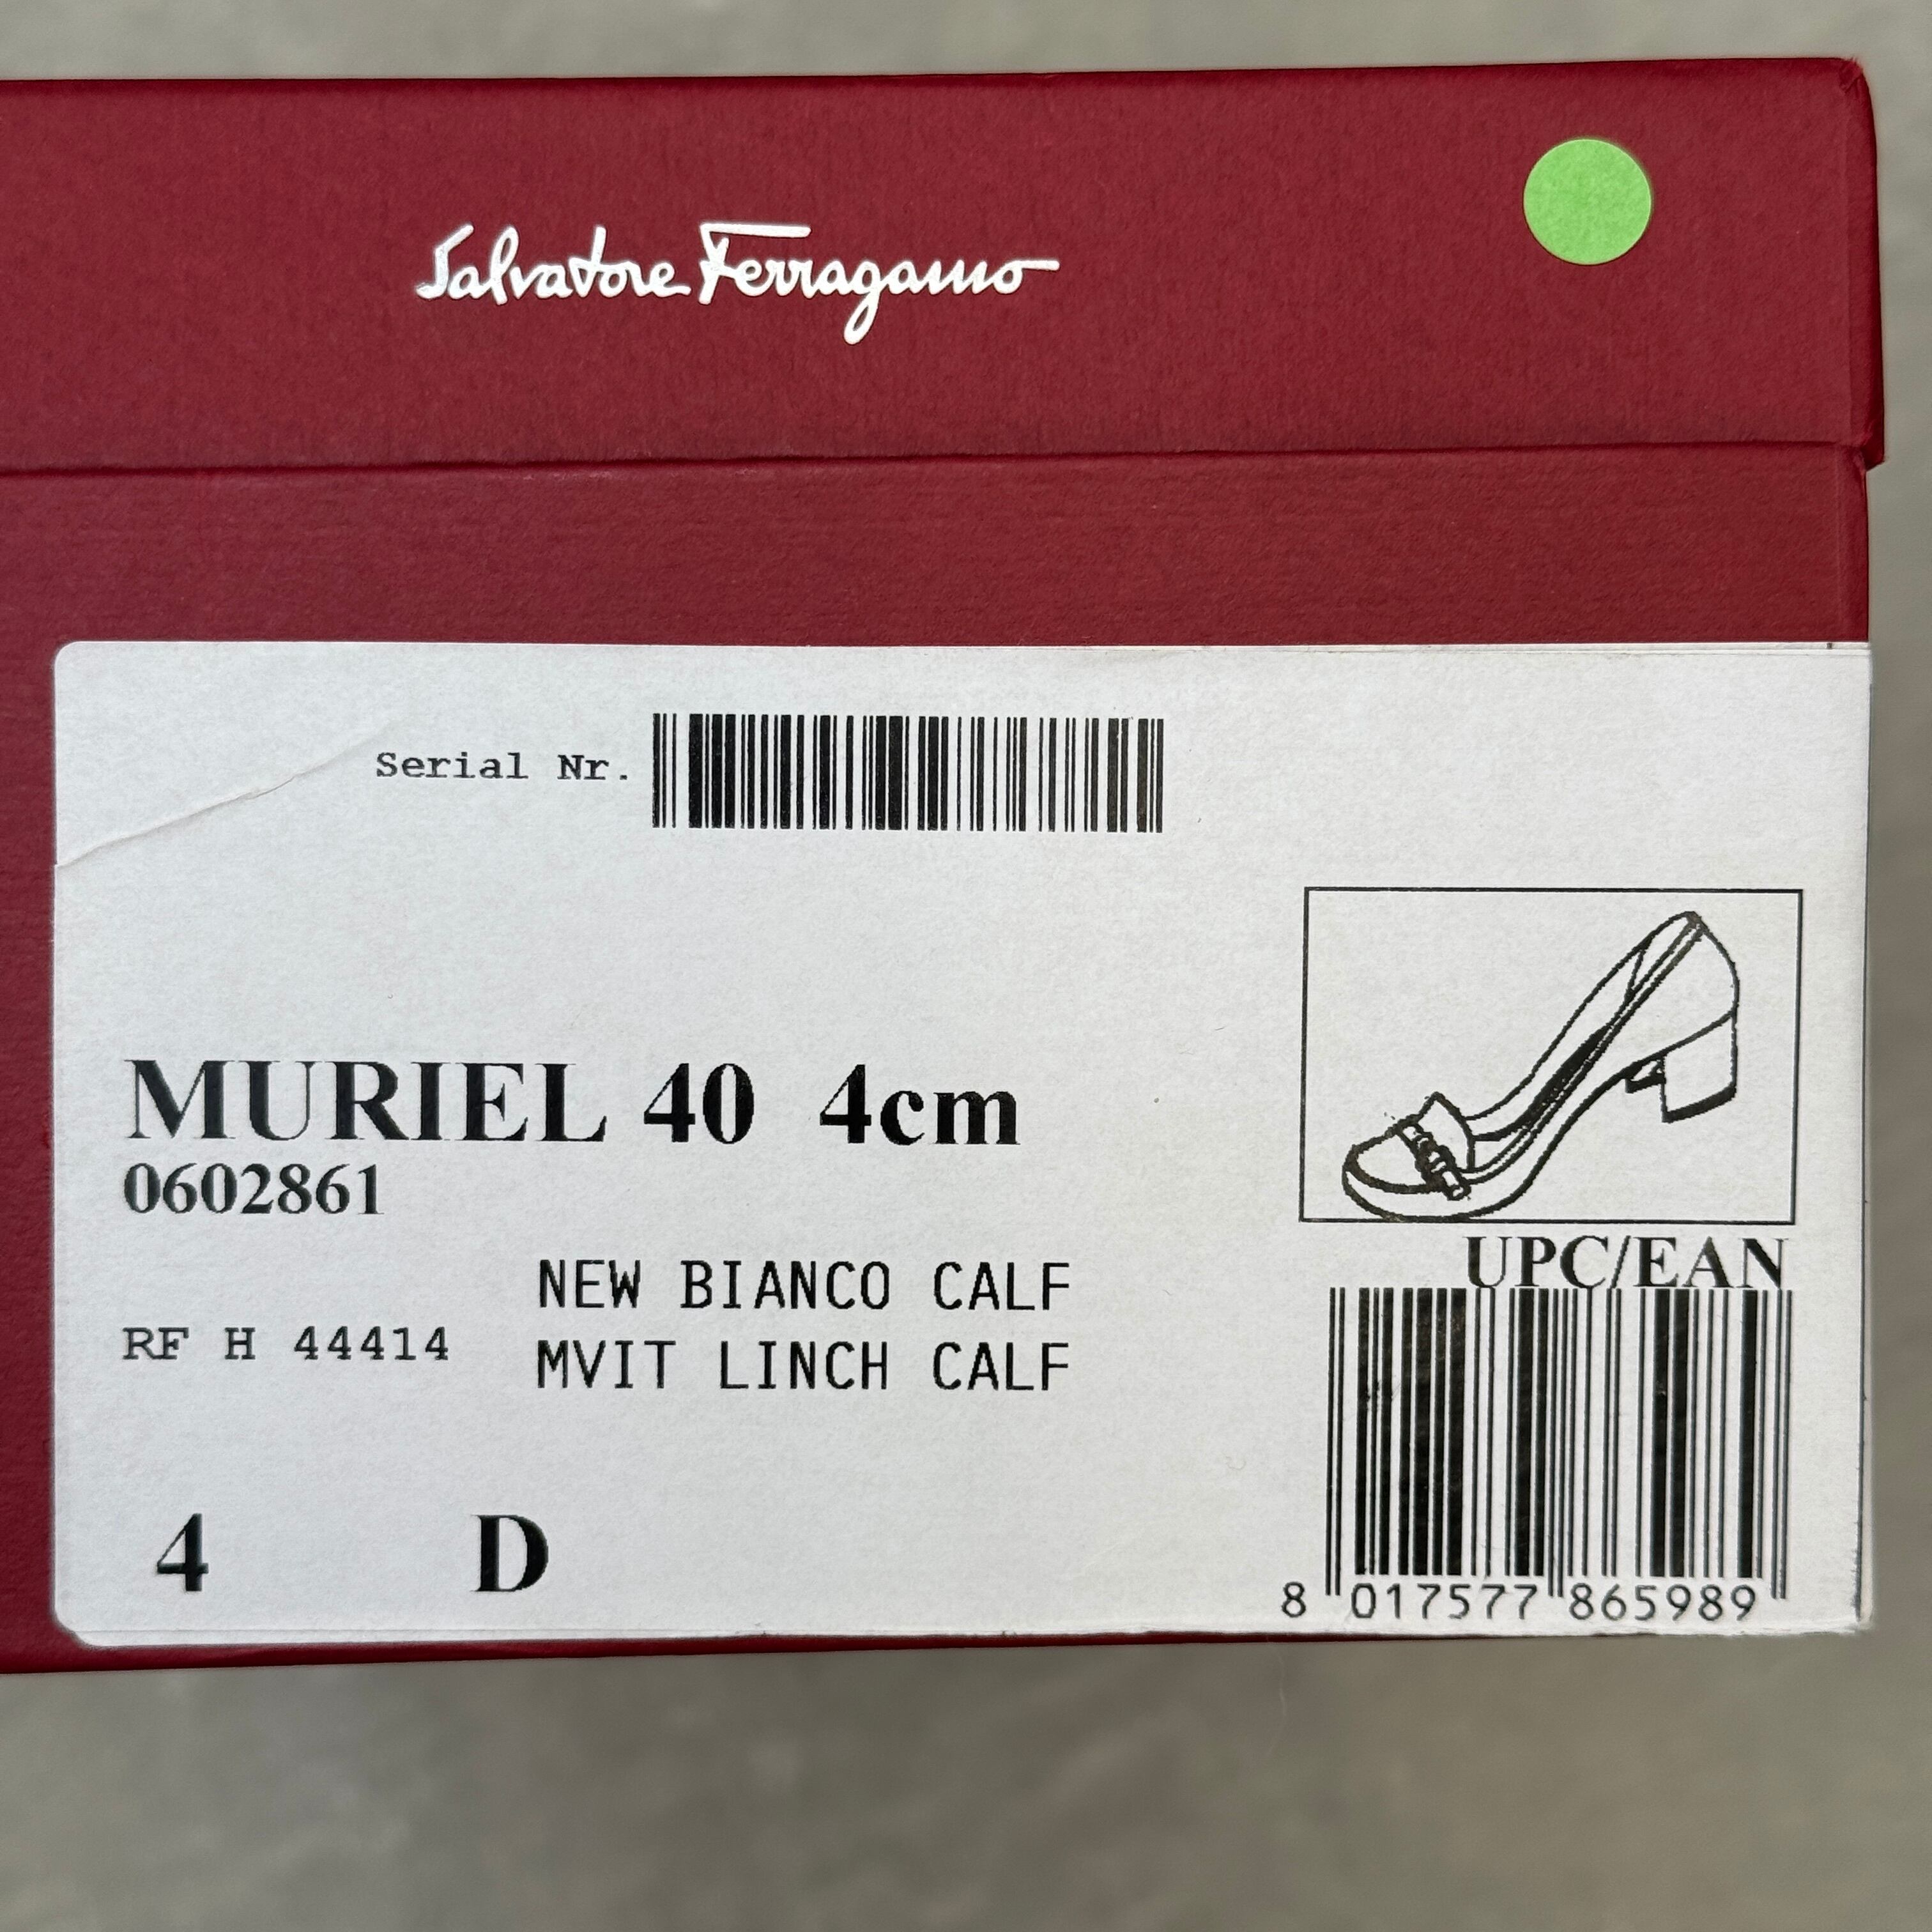 Salvatore Ferragamo
Serial Nr.
MURIEL 40 4cm
0602861
NEW BIANCO CALF
RF H 44414
MVIT LINCH CALF
4 D
UPC/EAN
8 017577 865989